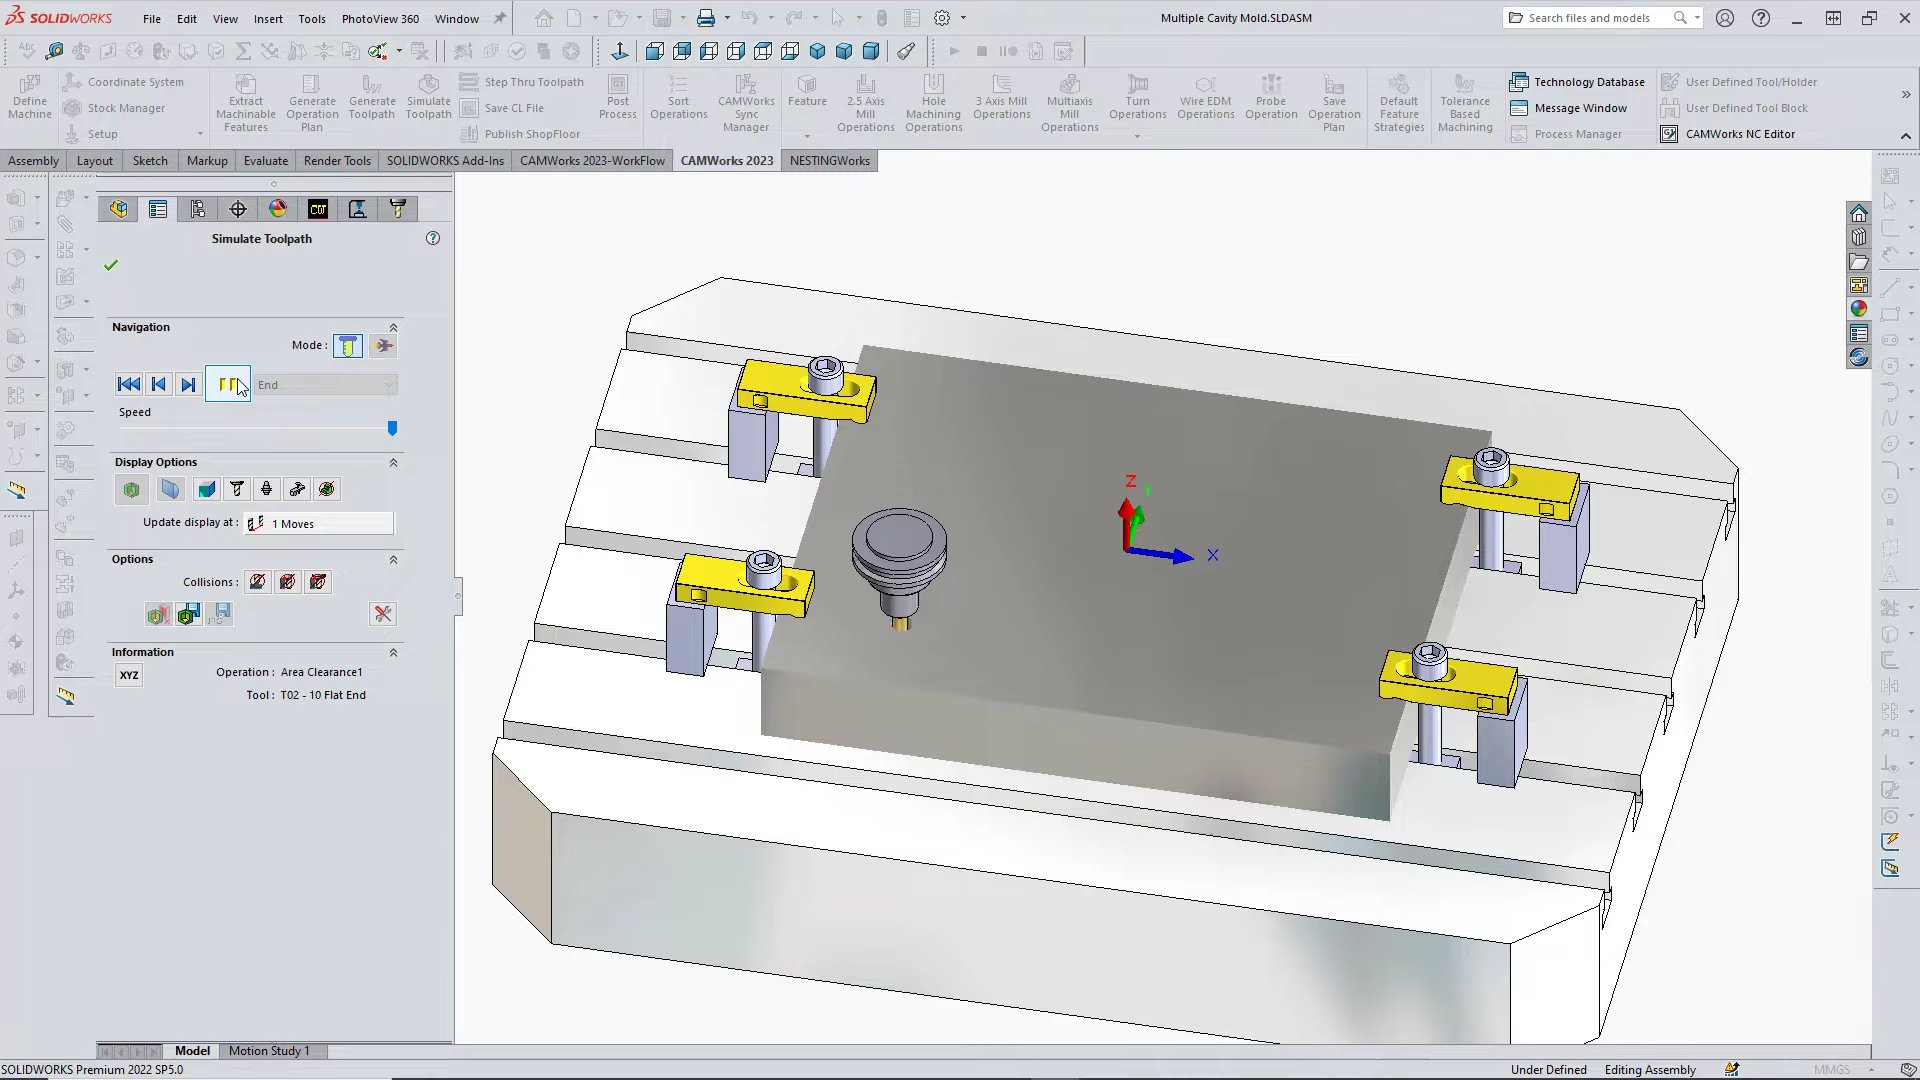 SOLIDWORKS File Edit View Insert Tools PhotoView 360 Window Multiple Cavity Mold.SLDASM Search files and models
Define Machine
Coordinate System
Stock Manager
Setup
Extract Machinable Features
Generate Operation Plan
Generate Toolpath
Simulate Toolpath
Step Thru Toolpath
Save CL File
Publish ShopFloor
Post Process
Sort Operations
CAMWorks Sync Manager
Feature
2.5 Axis Mill Operations
Hole Machining Operations
3 Axis Mill Operations
Multiaxis Mill Operations
Turn Operations
Wire EDM Operations
Probe Operation
Save Operation Plan
Default Feature Strategies
Tolerance Based Machining
Technology Database
Message Window
Process Manager
User Defined Tool/Holder
User Defined Tool Block
CAMWorks NC Editor
Assembly Layout Sketch Markup Evaluate Render Tools SOLIDWORKS Add-Ins CAMWorks 2023-WorkFlow CAMWorks 2023 NESTINGWorks
Simulate Toolpath
Navigation
Mode :
End
Speed
Display Options
Update display at : 1 Moves
Options
Collisions :
Information
XYZ Operation : Area Clearance1
Tool : T02 - 10 Flat End
Z
Y
X
Model Motion Study 1
SOLIDWORKS Premium 2022 SP5.0 Under Defined Editing Assembly MMGS